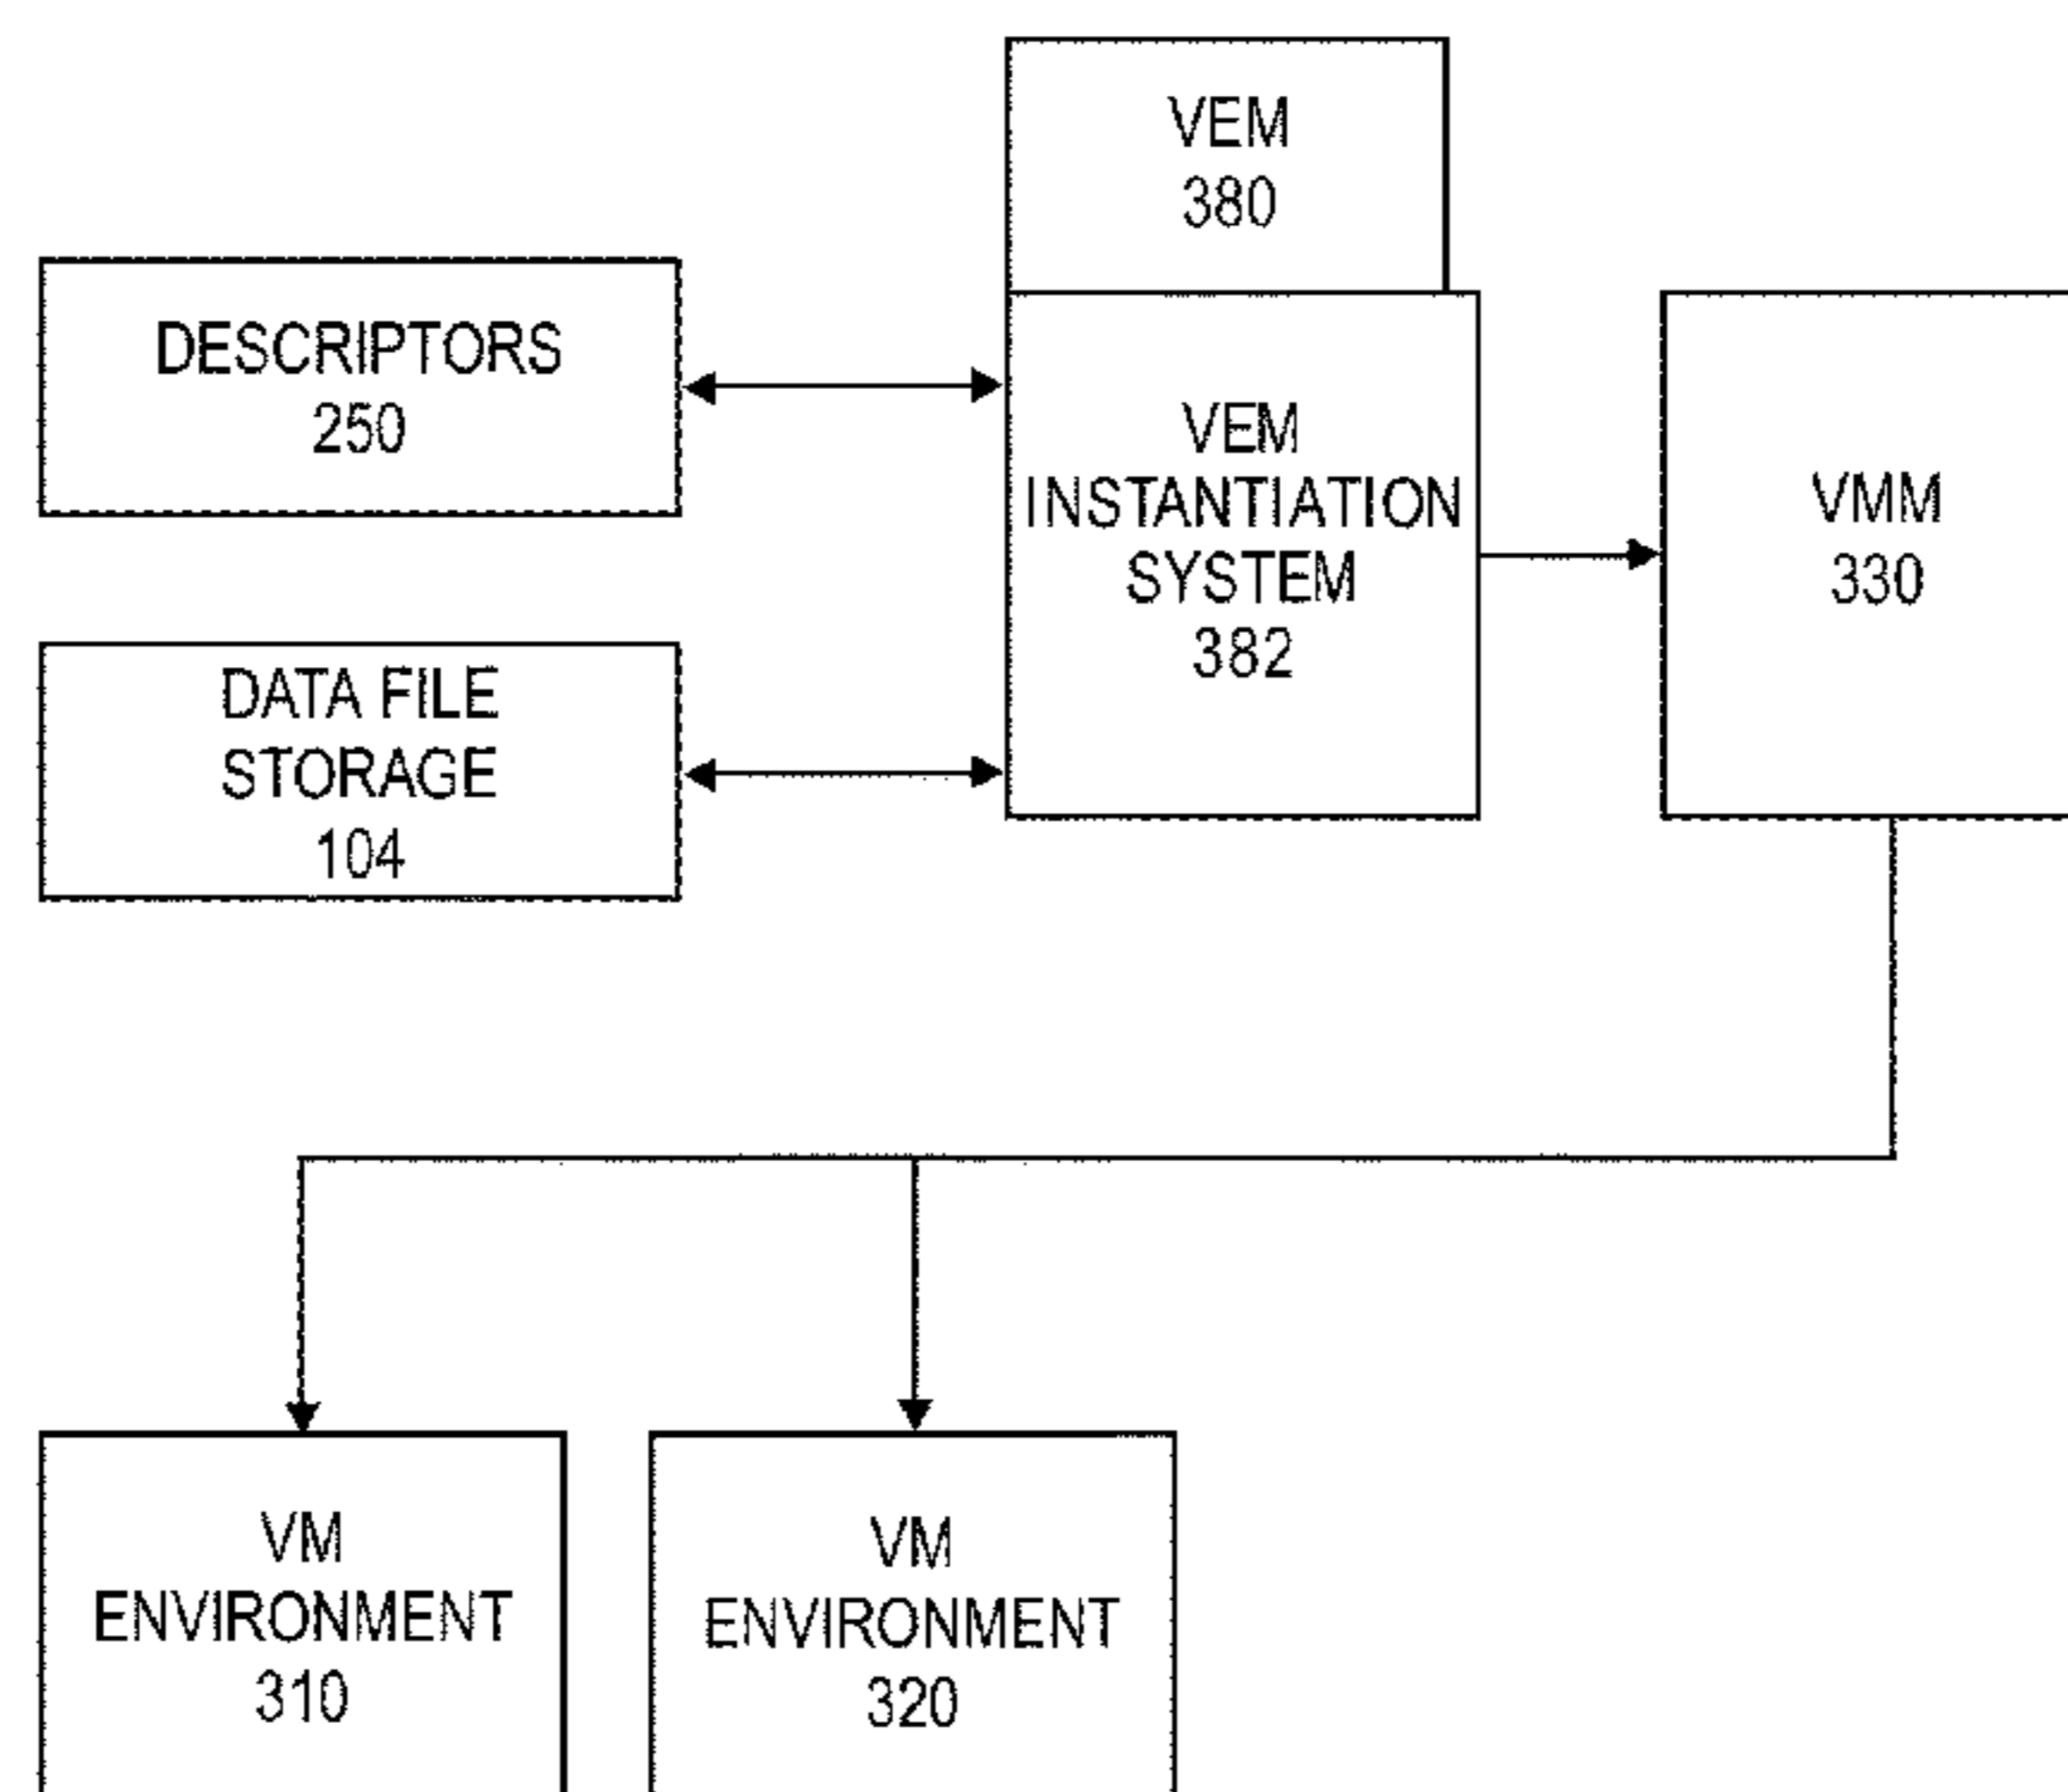 VEM
380
DESCRIPTORS
250
VEM
INSTANTIATION
SYSTEM
382
VMM
330
DATA FILE
STORAGE
104
VM
ENVIRONMENT
310
VM
ENVIRONMENT
320